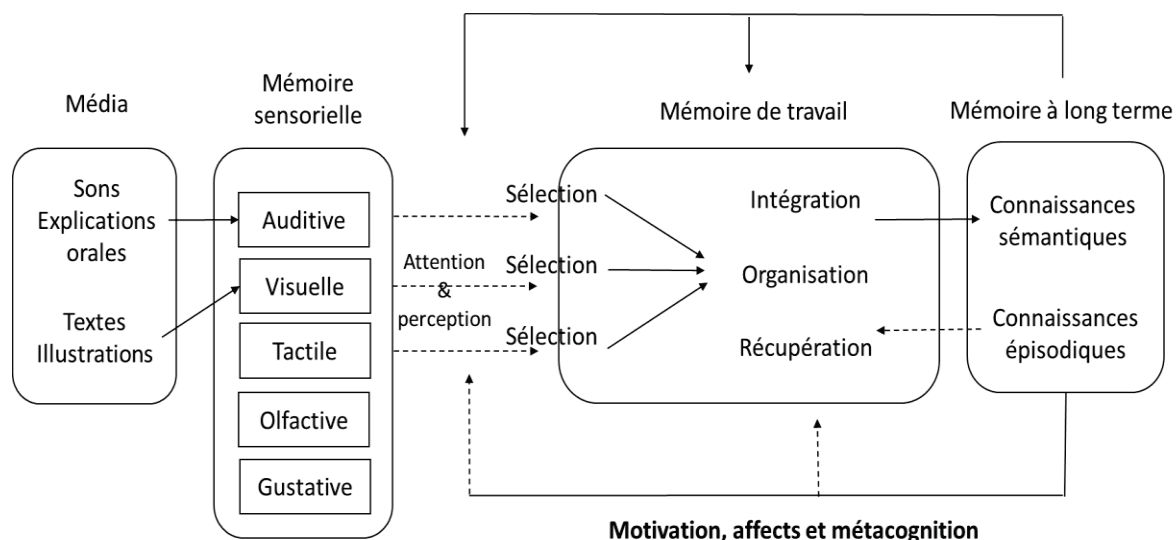 Média
Sons
Explications
orales
Textes
Illustrations
Mémoire
sensorielle
Auditive
Visuelle
Tactile
Olfactive
Gustative
Attention
&
perception
Sélection
Sélection
Sélection
Mémoire de travail
Intégration
Organisation
Récupération
Mémoire à long terme
Connaissances
sémantiques
Connaissances
épisodiques
Motivation, affects et métacognition